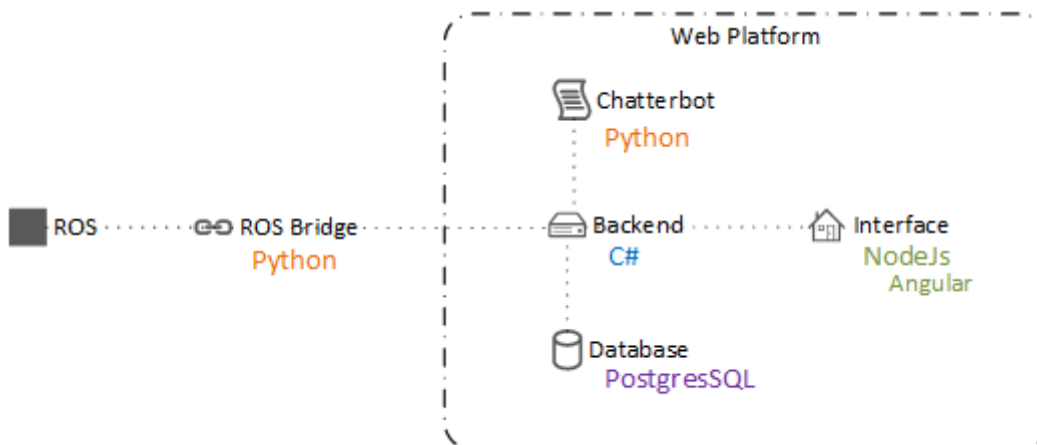 Web Platform
Chatterbot
Python
ROS
ROS Bridge
Python
Backend
C#
Interface
NodeJs
Angular
Database
PostgresSQL